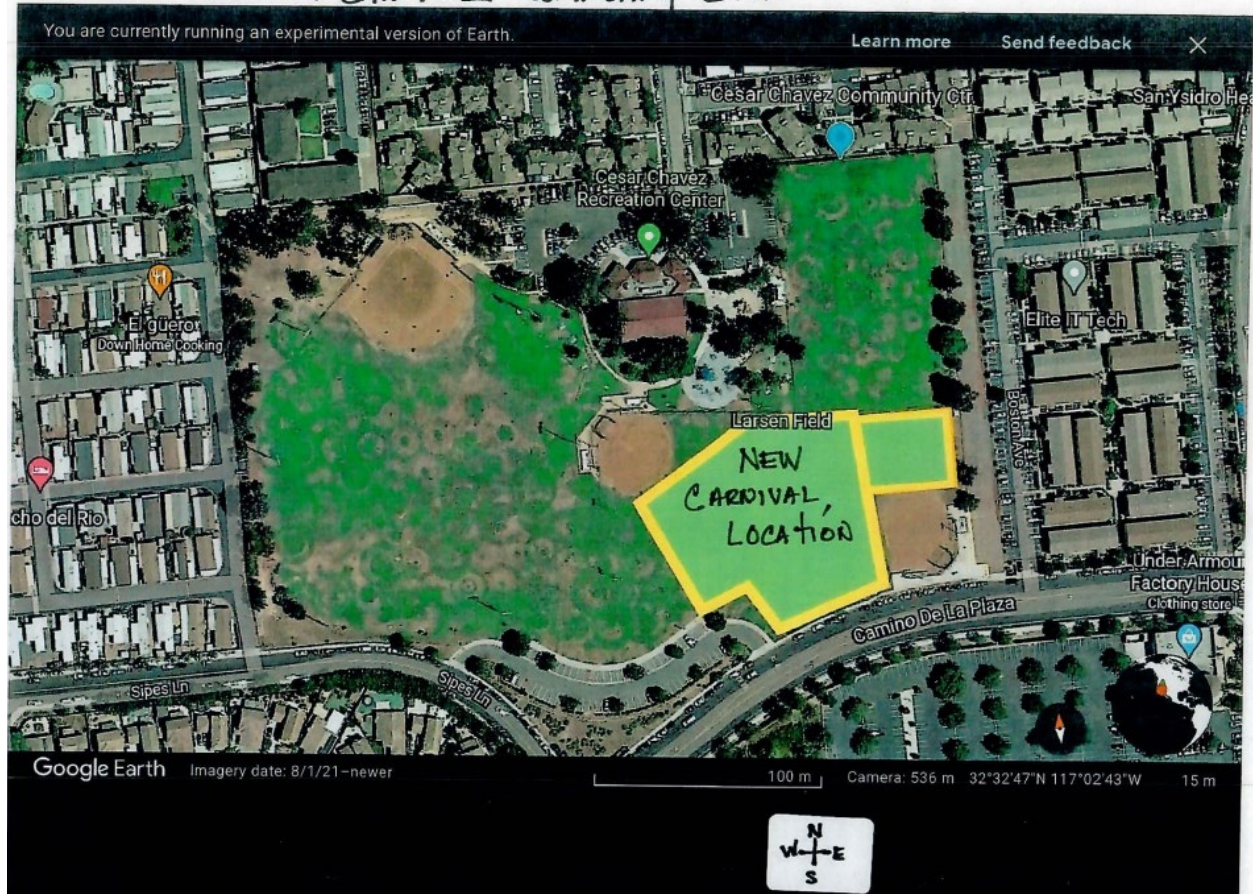 You are currently running an experimental version of Earth.
Learn more
Send feedback
Cesar Chavez Community Ctr
San Ysidro He
Cesar Chavez
Recreation Center
El güero
Down Home Cooking
Elite IT Tech
Boston Ave
Larsen Field
NEW
CARNIVAL
LOCATION
cho del Rio
Under Armour
Factory House
Clothing store
Camino De La Plaza
Sipes Ln
Sipes Ln
Google Earth
Imagery date: 8/1/21-newer
100 m
Camera: 536 m 32°32'47"N 117°02'43"W
15 m
N
W E
S